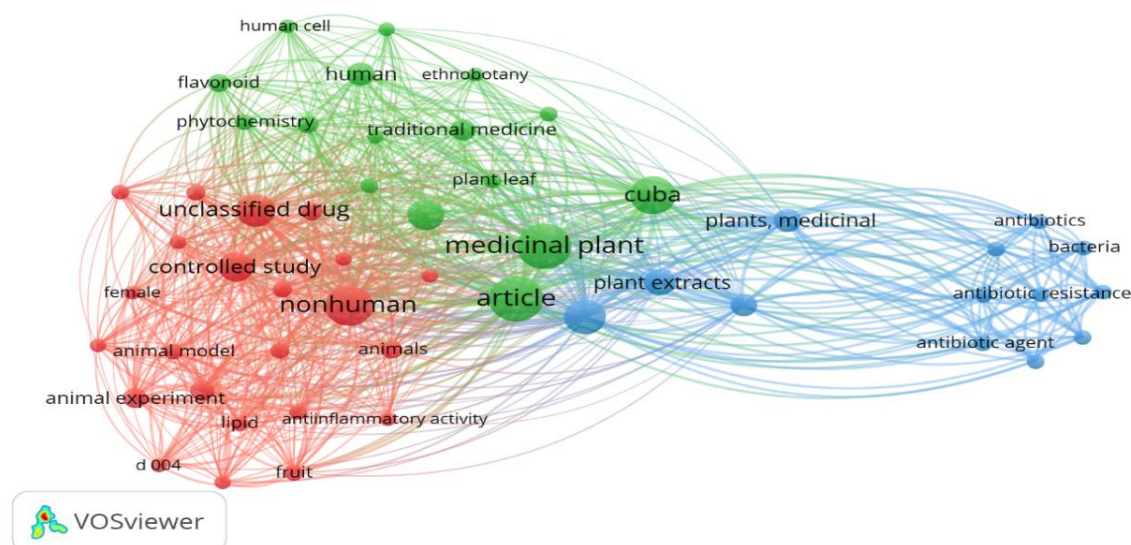 human cell
flavonoid
human
ethnobotany
phytochemistry
traditional medicine
plant leaf
cuba
unclassified drug
plants, medicinal
antibiotics
medicinal plant
bacteria
controlled study
plant extracts
female
nonhuman
article
antibiotic resistance
animal model
animals
antibiotic agent
animal experiment
lipid
antiinflammatory activity
d 004
fruit
VOSviewer